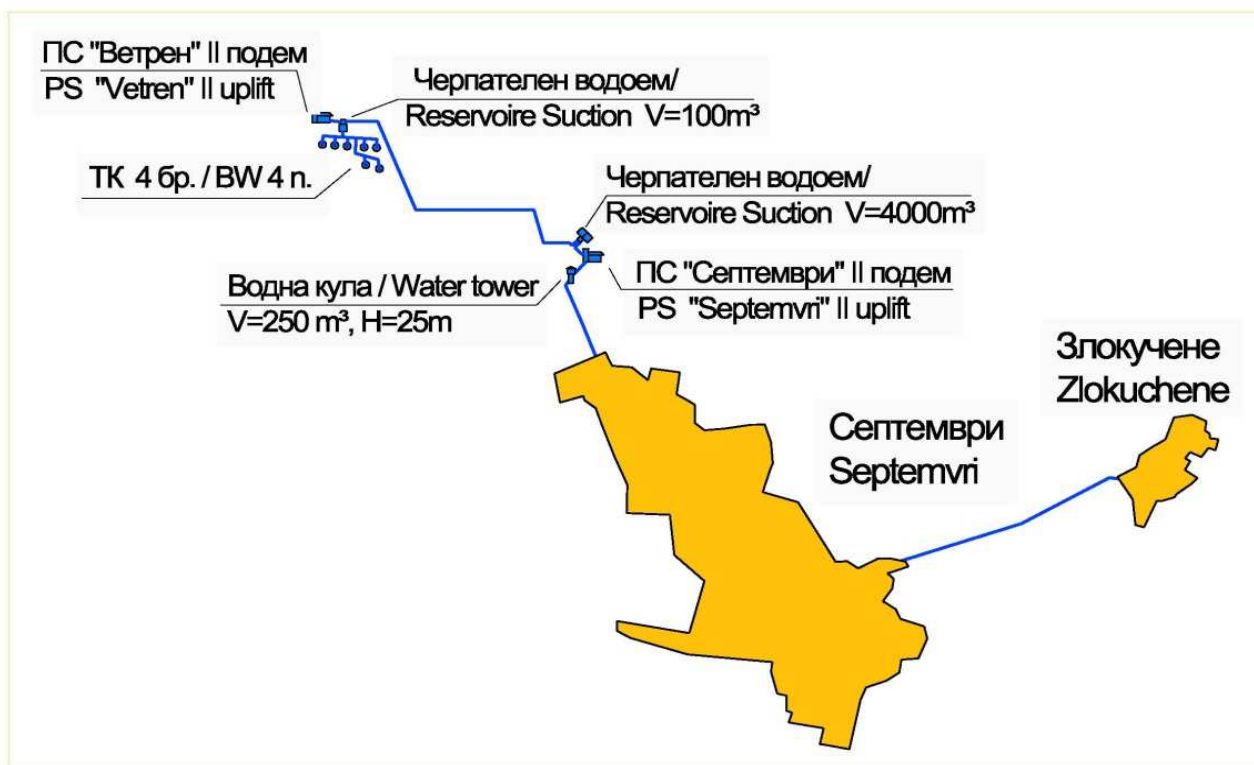 ПС "Ветрен" II подем
PS "Vetren" II uplift
Черпателен водоем/
Reservoire Suction V=100m³
ТК 4 бр. / BW 4 n.
Черпателен водоем/
Reservoire Suction V=4000m³
Водна кула / Water tower
V=250 m³, H=25m
ПС "Септември" II подем
PS "Septemvri" II uplift
Злокучене
Zlokuchene
Септември
Septemvri